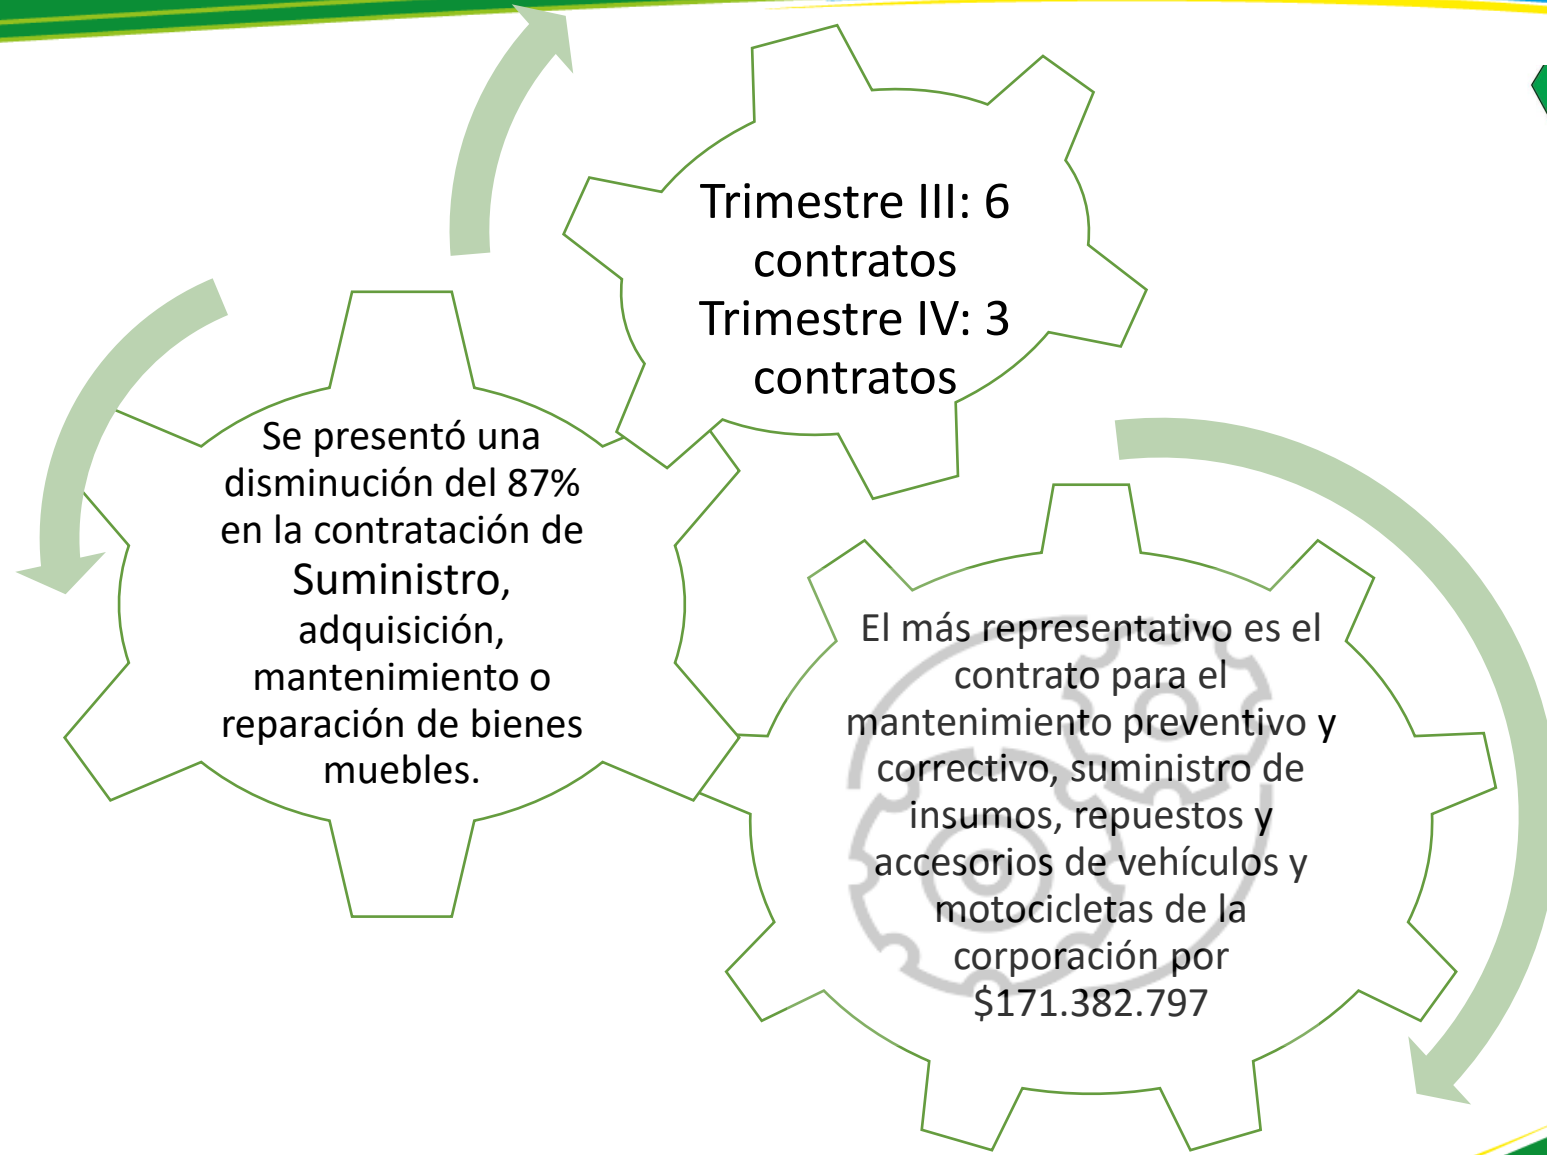 Trimestre III: 6
contratos
Trimestre IV: 3
contratos
Se presentó una
disminución del 87%
en la contratación de
Suministro,
adquisición,
mantenimiento o
reparación de bienes
muebles.
El más representativo es el
contrato para el
mantenimiento preventivo y
correctivo, suministro de
insumos, repuestos y
accesorios de vehículos y
motocicletas de la
corporación por
$171.382.797